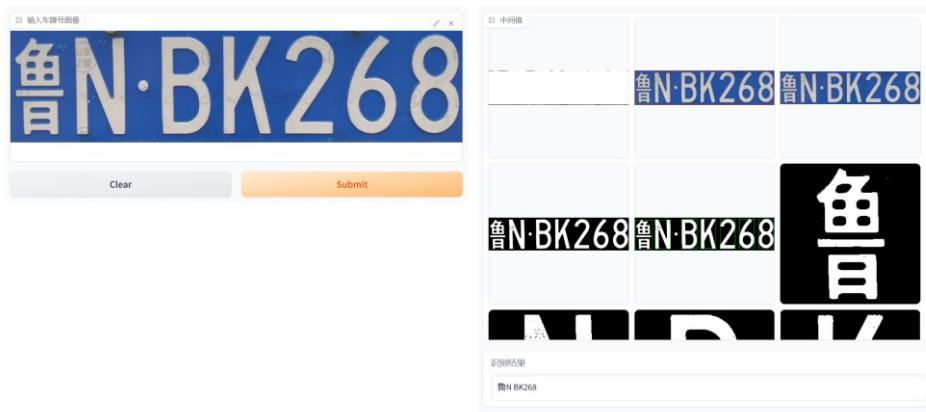 输入车牌号图像
鲁N·BK268
Clear
Submit
中间值
鲁N·BK268
鲁N·BK268
鲁N·BK268
鲁N·BK268
鲁
N B K
识别结果
鲁N BK268